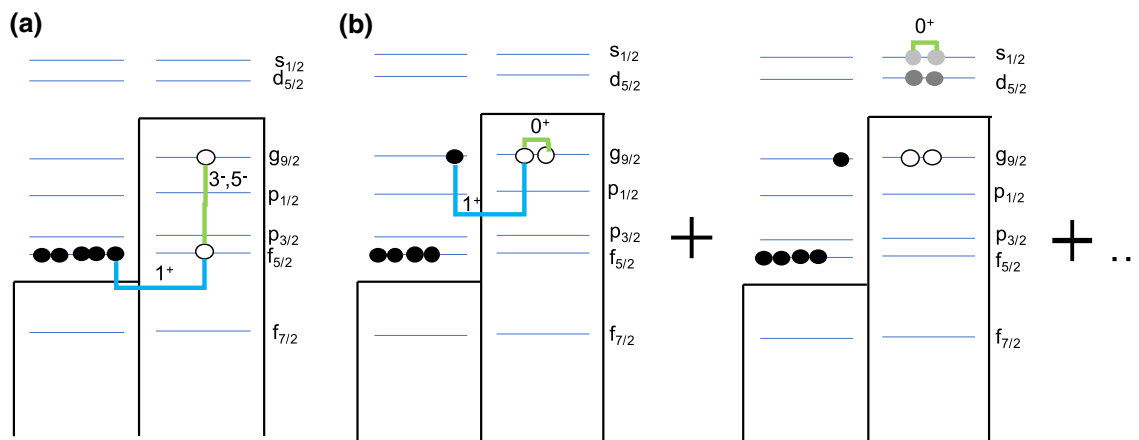 (a)
s1/2
d5/2
g9/2
3-,5-
p1/2
p3/2
f5/2
1+
f7/2
(b)
s1/2
d5/2
0+
g9/2
p1/2
1+
p3/2
f5/2
f7/2
+
0+
s1/2
d5/2
g9/2
p1/2
p3/2
f5/2
f7/2
+ ..